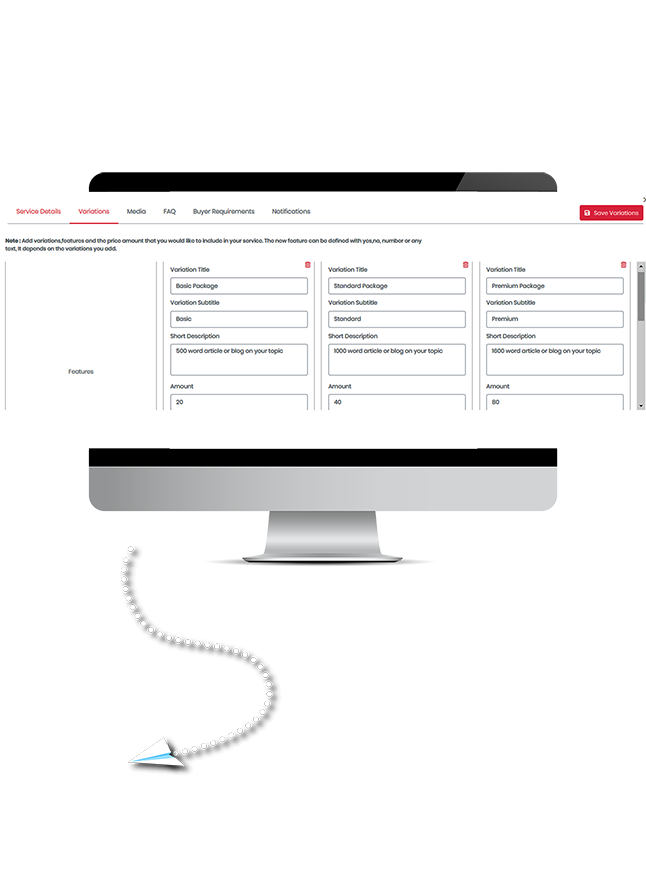 Service Details Variations Media FAQ Buyer Requirements Notifications Save Variations
Note : Add variations,features and the price amount that you would like to include in your service. The new feature can be defined with yes,no, number or any
text, It depends on the variations you add.
Variation Title Variation Title Variation Title
Basic Package Standard Package Premium Package
Variation Subtitle Variation Subtitle Variation Subtitle
Basic Standard Premium
Short Description Short Description Short Description
500 word article or blog on your topic 1000 word article or blog on your topic 1600 word article or blog on your topic
Features
Amount Amount Amount
20 40 80